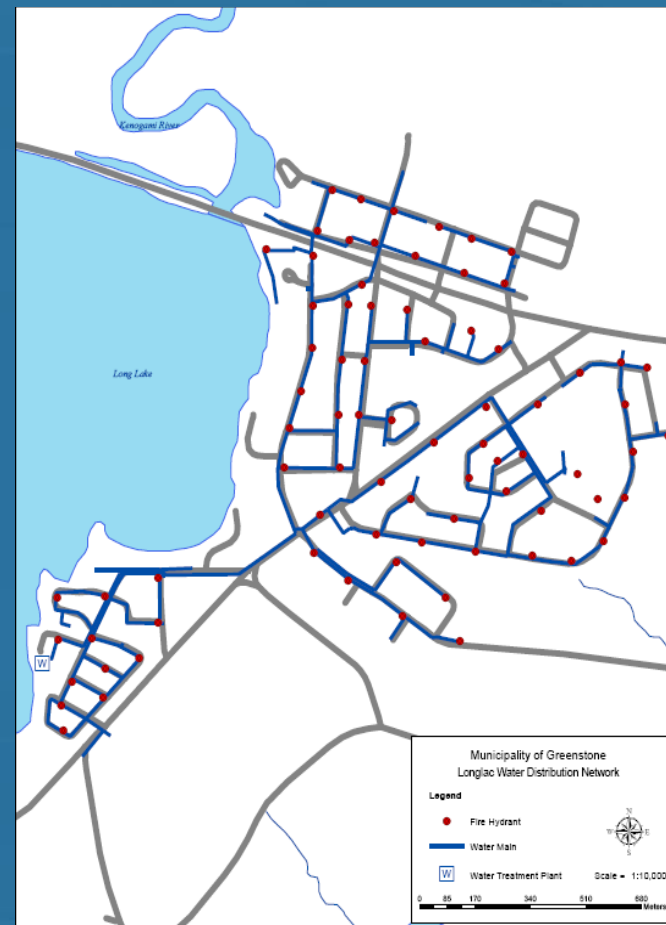 Kenogami River
Long Lake
W
Municipality of Greenstone
Longlac Water Distribution Network
Legend
Fire Hydrant
N
W E
S
Water Main
W Water Treatment Plant Scale = 1:10,000
0 85 170 340 510 680
Meters